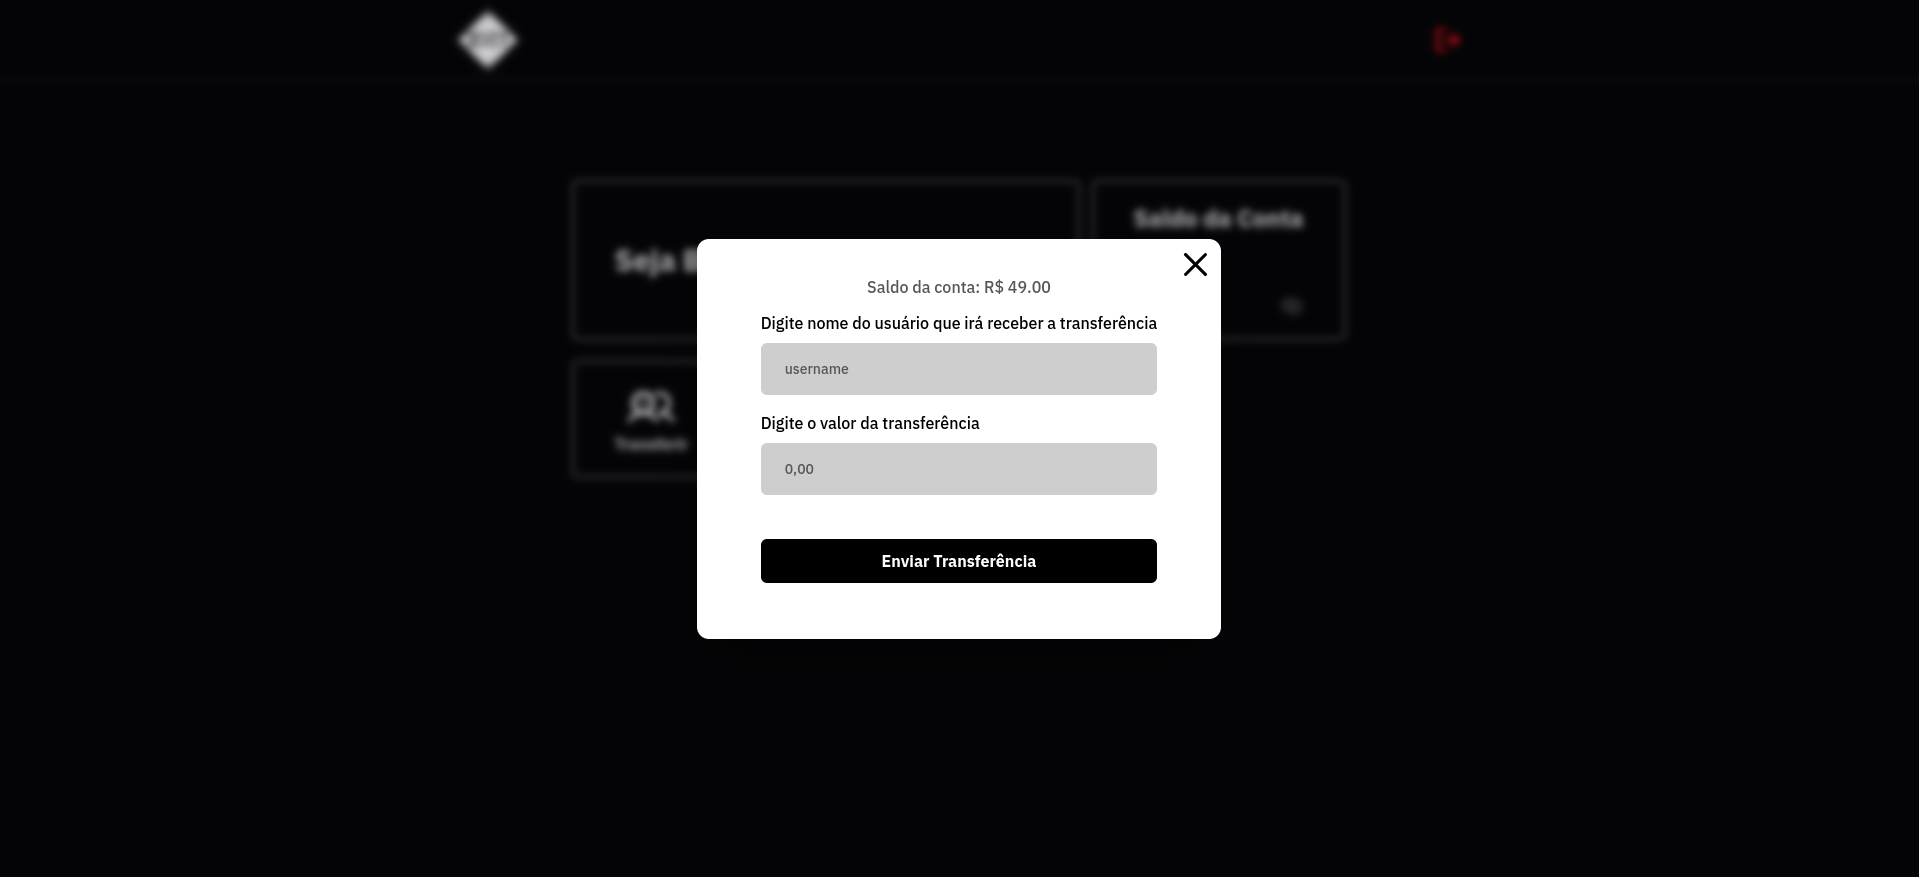 Seja
Saldo da Conta
Saldo da conta: R$ 49.00
Digite nome do usuário que irá receber a transferência
username
Digite o valor da transferência
0,00
Enviar Transferência
Transferir